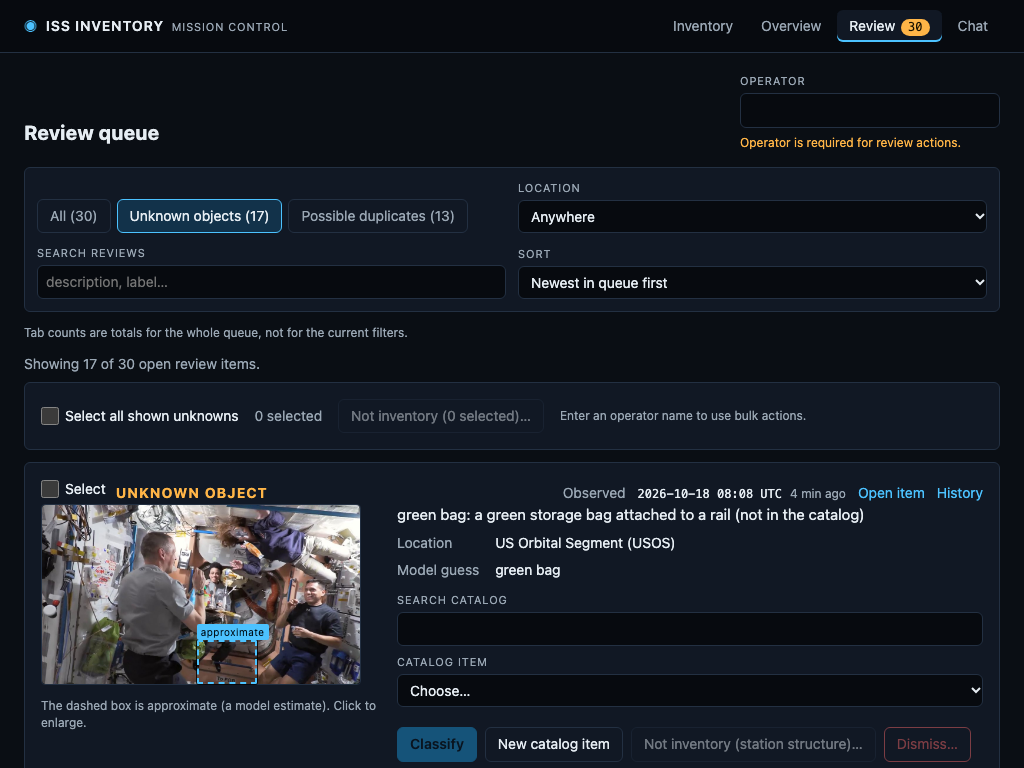 ISS INVENTORY MISSION CONTROL
Inventory Overview Review 30 Chat
OPERATOR
Review queue
Operator is required for review actions.
All (30) Unknown objects (17) Possible duplicates (13)
LOCATION
Anywhere
SEARCH REVIEWS
description, label...
SORT
Newest in queue first
Tab counts are totals for the whole queue, not for the current filters.
Showing 17 of 30 open review items.
Select all shown unknowns 0 selected Not inventory (0 selected)... Enter an operator name to use bulk actions.
Select UNKNOWN OBJECT
Observed 2026-10-18 08:08 UTC 4 min ago Open item History
green bag: a green storage bag attached to a rail (not in the catalog)
Location US Orbital Segment (USOS)
Model guess green bag
SEARCH CATALOG
CATALOG ITEM
Choose...
Classify New catalog item Not inventory (station structure)... Dismiss...
approximate
The dashed box is approximate (a model estimate). Click to
enlarge.